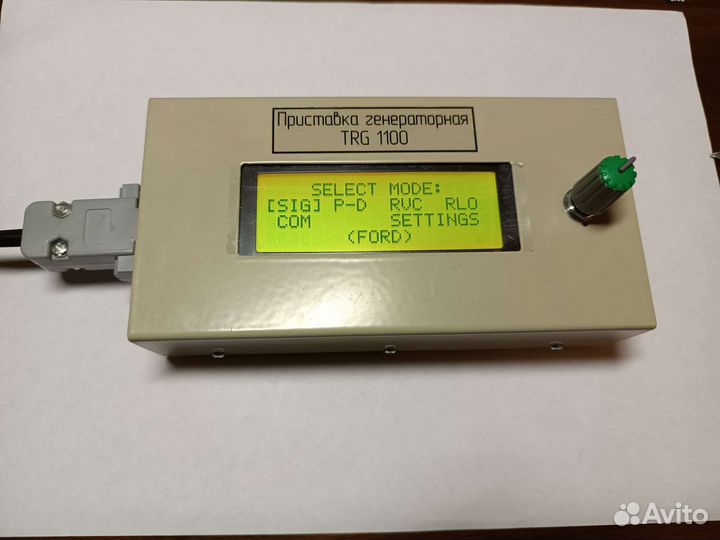 Приставка генераторная
TRG 1100
SELECT MODE:
[SIG] P-D RVC RLO
COM SETTINGS
(FORD)
Avito